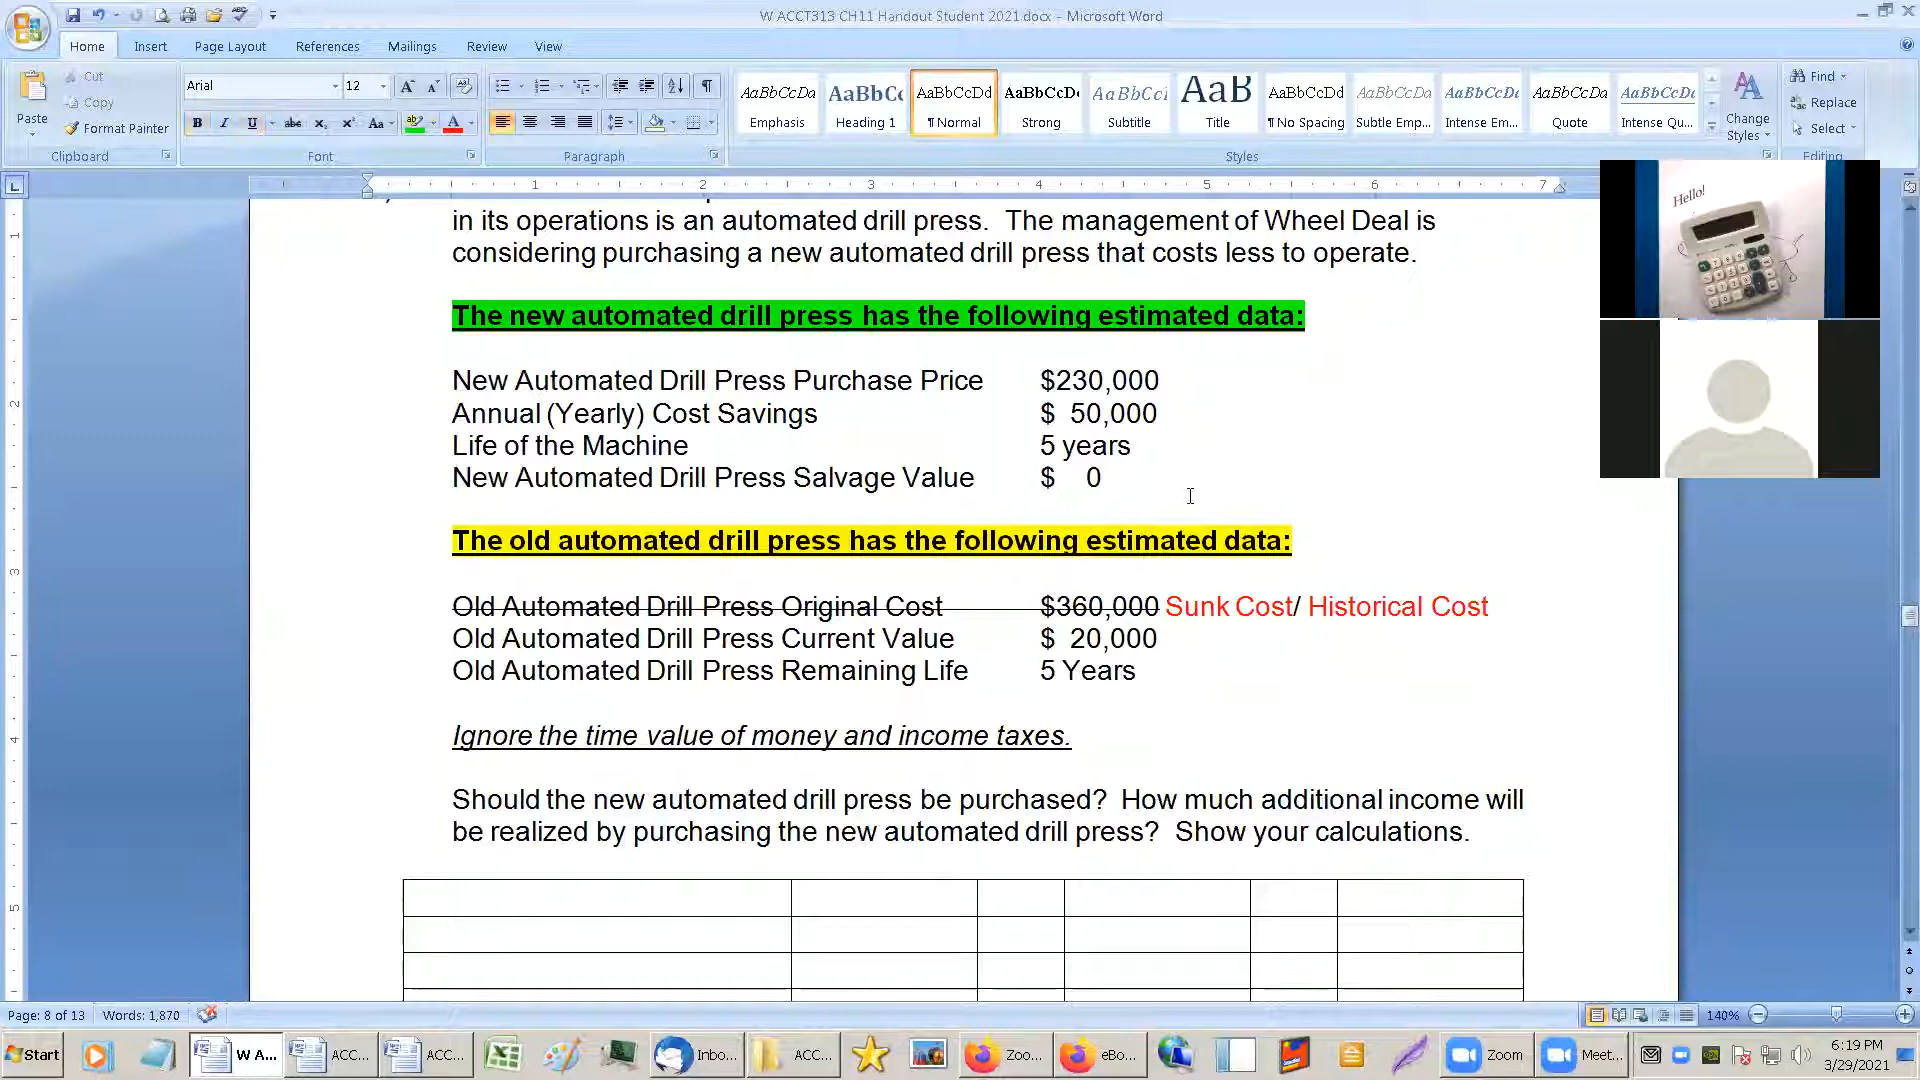 W ACCT313 CH11 Handout Student 2021.docx - Microsoft Word
Home Insert Page Layout References Mailings Review View
Paste
Cut
Copy
Format Painter
Clipboard
Arial 12
Font
Paragraph
AaBbCcDd Emphasis
AaBbCc Heading 1
AaBbCcDd ¶ Normal
AaBbCcDc Strong
AaBbCcI Subtitle
AaB Title
AaBbCcDd ¶ No Spacing
AaBbCcDd Subtle Emp...
AaBbCcDd Intense Em...
AaBbCcDd Quote
AaBbCcDd Intense Qu...
Change Styles
Styles
Find
Replace
Select
Editing
Hello!
in its operations is an automated drill press. The management of Wheel Deal is
considering purchasing a new automated drill press that costs less to operate.
The new automated drill press has the following estimated data:
New Automated Drill Press Purchase Price $230,000
Annual (Yearly) Cost Savings $ 50,000
Life of the Machine 5 years
New Automated Drill Press Salvage Value $ 0
The old automated drill press has the following estimated data:
Old Automated Drill Press Original Cost $360,000 Sunk Cost/ Historical Cost
Old Automated Drill Press Current Value $ 20,000
Old Automated Drill Press Remaining Life 5 Years
Ignore the time value of money and income taxes.
Should the new automated drill press be purchased? How much additional income will
be realized by purchasing the new automated drill press? Show your calculations.
Page: 8 of 13 Words: 1,870 140%
Start W A... ACC... ACC... Inbo... ACC... Zoo... eBo... Zoom Meet... 6:19 PM
3/29/2021